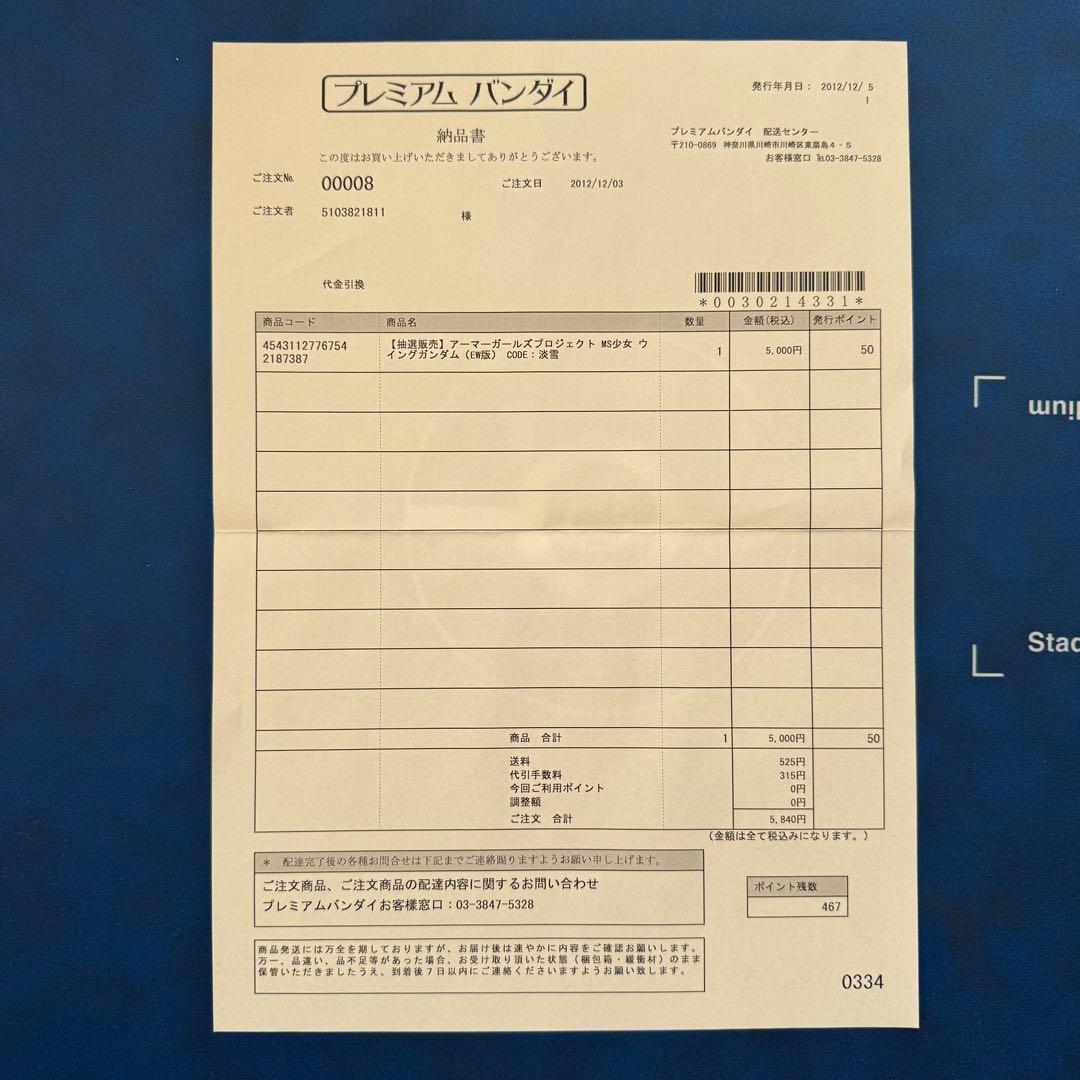 プレミアム バンダイ
発行年月日： 2012/12/ 5
1
納品書
この度はお買い上げいただきましてありがとうございます。
プレミアムバンダイ 配送センター
〒210-0869 神奈川県川崎市川崎区東扇島４－５
お客様窓口 ℡03-3847-5328
ご注文№ 00008 ご注文日 2012/12/03
ご注文者 5103821811 様
代金引換
*0030214331*
商品コード 商品名 数量 金額(税込) 発行ポイント
4543112776754 【抽選販売】アーマーガールズプロジェクト MS少女 ウ
2187387 イングガンダム（EW版） CODE：淡雪 1 5,000円 50
商品 合計 1 5,000円 50
送料 525円
代引手数料 315円
今回ご利用ポイント 0円
調整額 0円
ご注文 合計 5,840円
（金額は全て税込みになります。）
＊ 配達完了後の各種お問合せは下記までご連絡賜りますようお願い申し上げます。
ご注文商品、ご注文商品の配達内容に関するお問い合わせ
プレミアムバンダイお客様窓口：03-3847-5328
ポイント残数
467
商品発送には万全を期しておりますが、お届け後は速やかに内容をご確認お願いします。
万一、品違い、品不足等があった場合、お受け取り頂いた状態（梱包箱・緩衝材）のまま
保管いただきましたうえ、到着後７日以内にご連絡くださいますようお願い致します。
0334
Stad